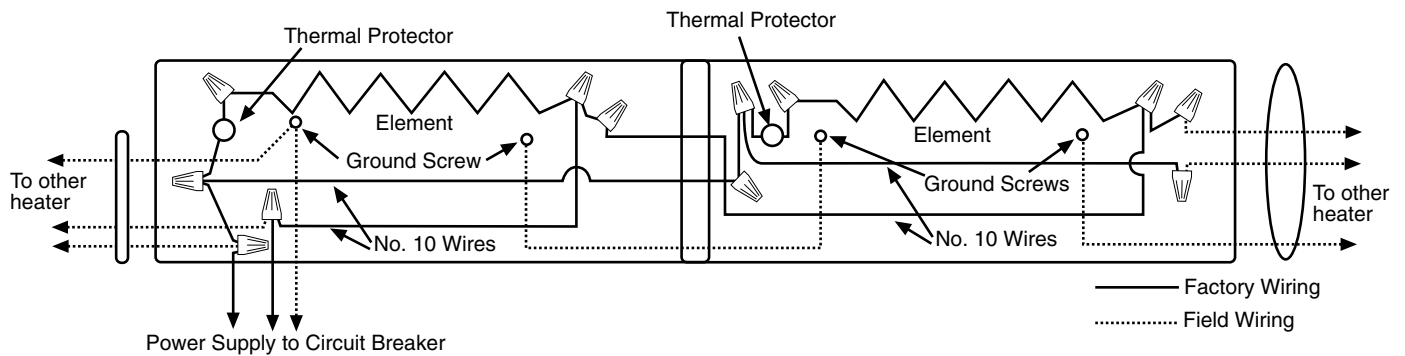 Thermal Protector
Thermal Protector
Element
Element
Ground Screw
Ground Screws
To other
heater
To other
heater
No. 10 Wires
No. 10 Wires
Factory Wiring
Field Wiring
Power Supply to Circuit Breaker